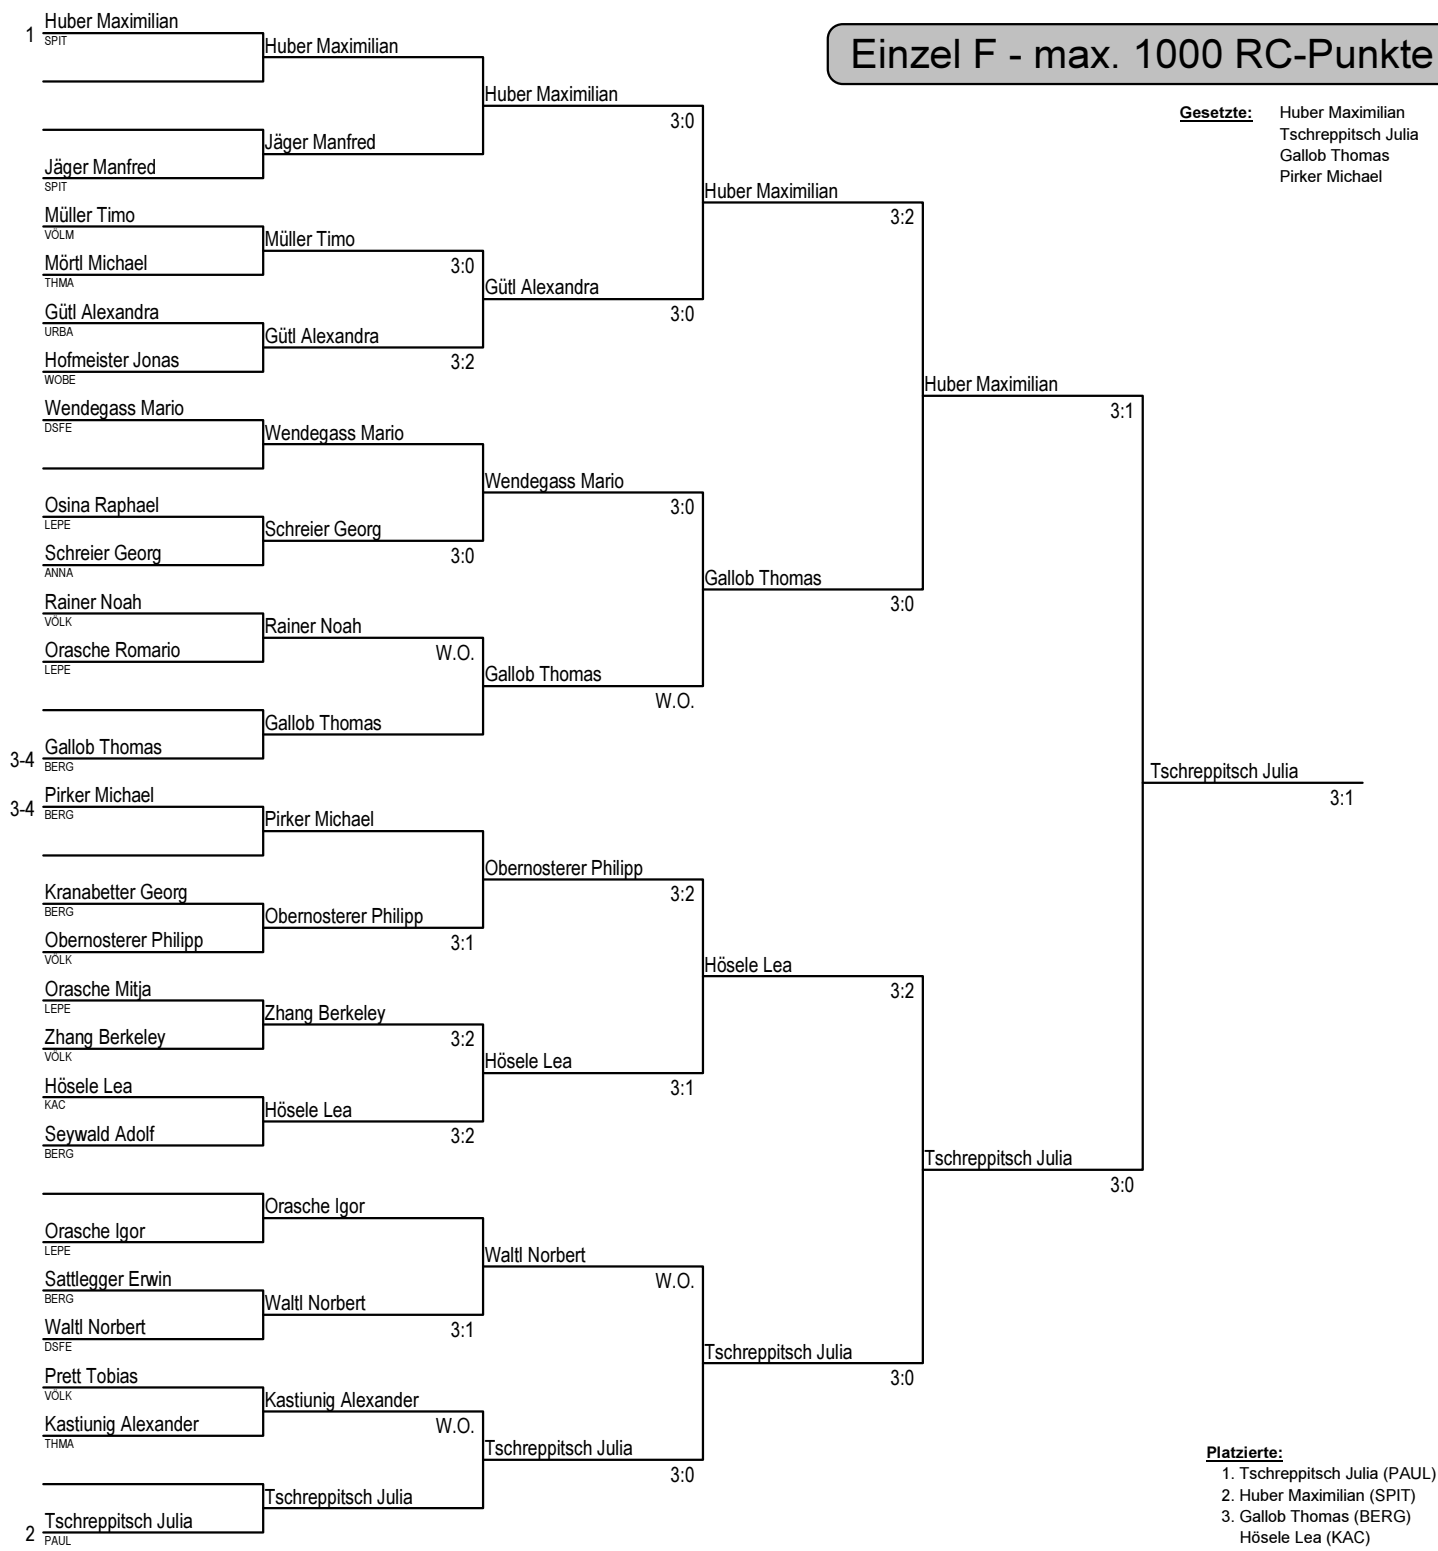 Einzel F - max. 1000 RC-Punkte
Gesetzte: Huber Maximilian
Tschreppitsch Julia
Gallob Thomas
Pirker Michael
1 Huber Maximilian
SPIT
Jäger Manfred
SPIT
Müller Timo
VÖLM
Mörtl Michael
THMA
Gütl Alexandra
URBA
Hofmeister Jonas
WOBE
Wendegass Mario
DSFE
Osina Raphael
LEPE
Schreier Georg
ANNA
Rainer Noah
VÖLK
Orasche Romario
LEPE
3-4 Gallob Thomas
BERG
3-4 Pirker Michael
BERG
Kranabetter Georg
BERG
Obernosterer Philipp
VÖLK
Orasche Mitja
LEPE
Zhang Berkeley
VÖLK
Hösele Lea
KAC
Seywald Adolf
BERG
Orasche Igor
LEPE
Sattlegger Erwin
BERG
Waltl Norbert
DSFE
Prett Tobias
VÖLK
Kastiunig Alexander
THMA
2 Tschreppitsch Julia
PAUL
Huber Maximilian
Jäger Manfred
Müller Timo
3:0
Gütl Alexandra
3:2
Wendegass Mario
Schreier Georg
3:0
Rainer Noah
W.O.
Gallob Thomas
Pirker Michael
Obernosterer Philipp
3:1
Zhang Berkeley
3:2
Hösele Lea
3:2
Orasche Igor
Waltl Norbert
3:1
Kastiunig Alexander
W.O.
Tschreppitsch Julia
Huber Maximilian
3:0
Gütl Alexandra
3:0
Wendegass Mario
3:0
Gallob Thomas
W.O.
Obernosterer Philipp
3:2
Hösele Lea
3:1
Waltl Norbert
W.O.
Tschreppitsch Julia
3:0
Huber Maximilian
3:2
Gallob Thomas
3:0
Hösele Lea
3:2
Tschreppitsch Julia
3:0
Huber Maximilian
3:1
Tschreppitsch Julia
3:0
Tschreppitsch Julia
3:1
Platzierte:
1. Tschreppitsch Julia (PAUL)
2. Huber Maximilian (SPIT)
3. Gallob Thomas (BERG)
Hösele Lea (KAC)